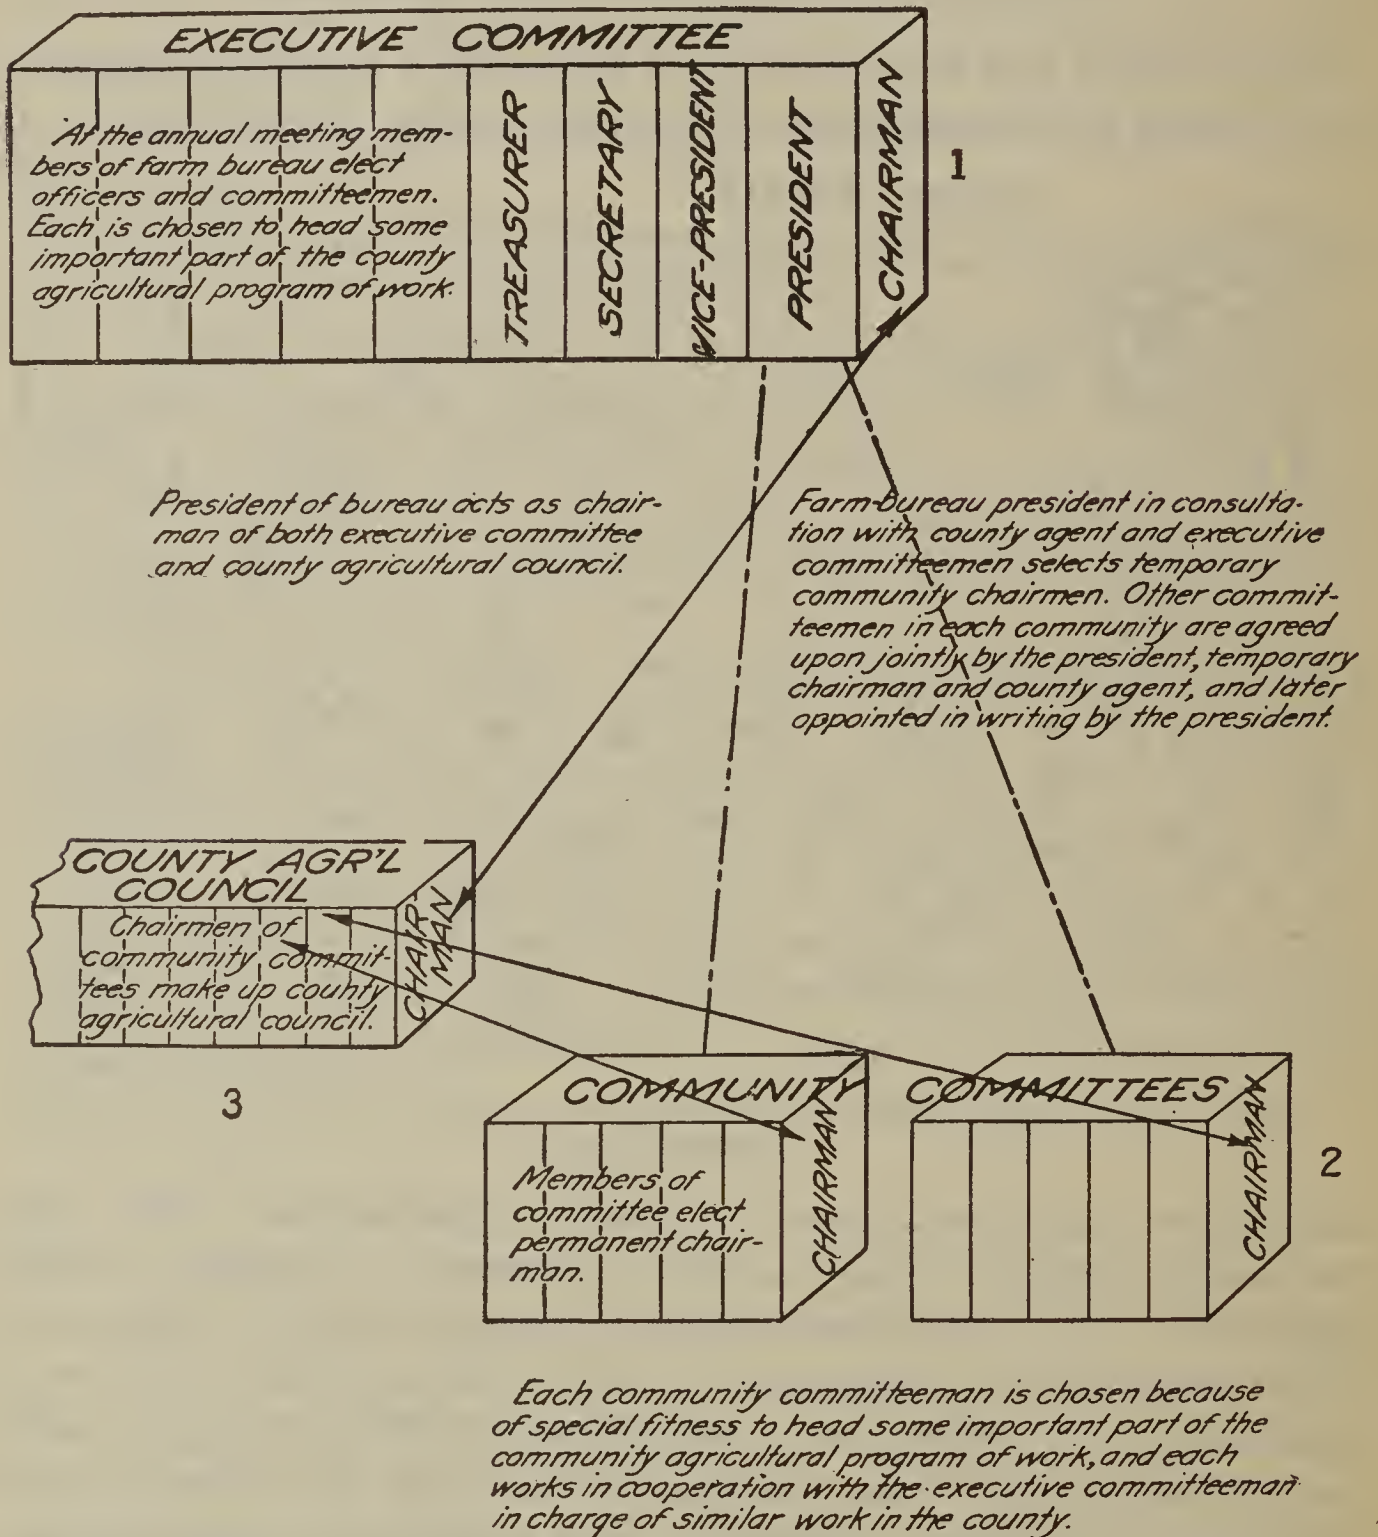 EXECUTIVE COMMITTEE
At the annual meeting mem-
bers of farm bureau elect
officers and committeemen.
Each is chosen to head some
important part of the county
agricultural program of work.
TREASURER
SECRETARY
VICE-PRESIDENT
PRESIDENT
CHAIRMAN
1
President of bureau acts as chair-
man of both executive committee
and county agricultural council.
Farm-bureau president in consulta-
tion with county agent and executive
committeemen selects temporary
community chairmen. Other commit-
teemen in each community are agreed
upon jointly by the president, temporary
chairman and county agent, and later
appointed in writing by the president.
COUNTY AGR'L
COUNCIL
Chairmen of
community commit-
tees make up county
agricultural council.
CHAIR-
MAN
3
COMMUNITY COMMITTEES
Members of
committee elect
permanent chair-
man.
CHAIRMAN
CHAIRMAN
2
Each community committeeman is chosen because
of special fitness to head some important part of the
community agricultural program of work, and each
works in cooperation with the executive committeeman
in charge of similar work in the county.